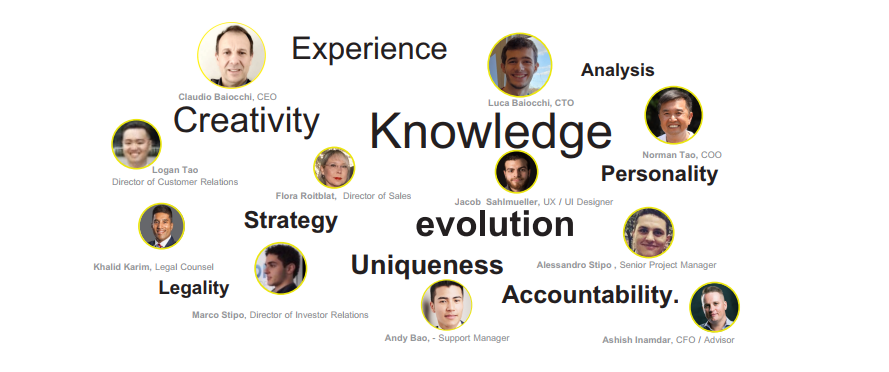 Experience
Analysis
Claudio Baiocchi, CEO
Luca Baiocchi, CTO
Creativity
Knowledge
Norman Tao, COO
Logan Tao
Director of Customer Relations
Personality
Flora Roitblat, Director of Sales
Jacob Sahlmueller, UX / UI Designer
Strategy
evolution
Khalid Karim, Legal Counsel
Uniqueness
Alessandro Stipo , Senior Project Manager
Legality
Accountability.
Marco Stipo, Director of Investor Relations
Andy Bao, - Support Manager
Ashish Inamdar, CFO / Advisor